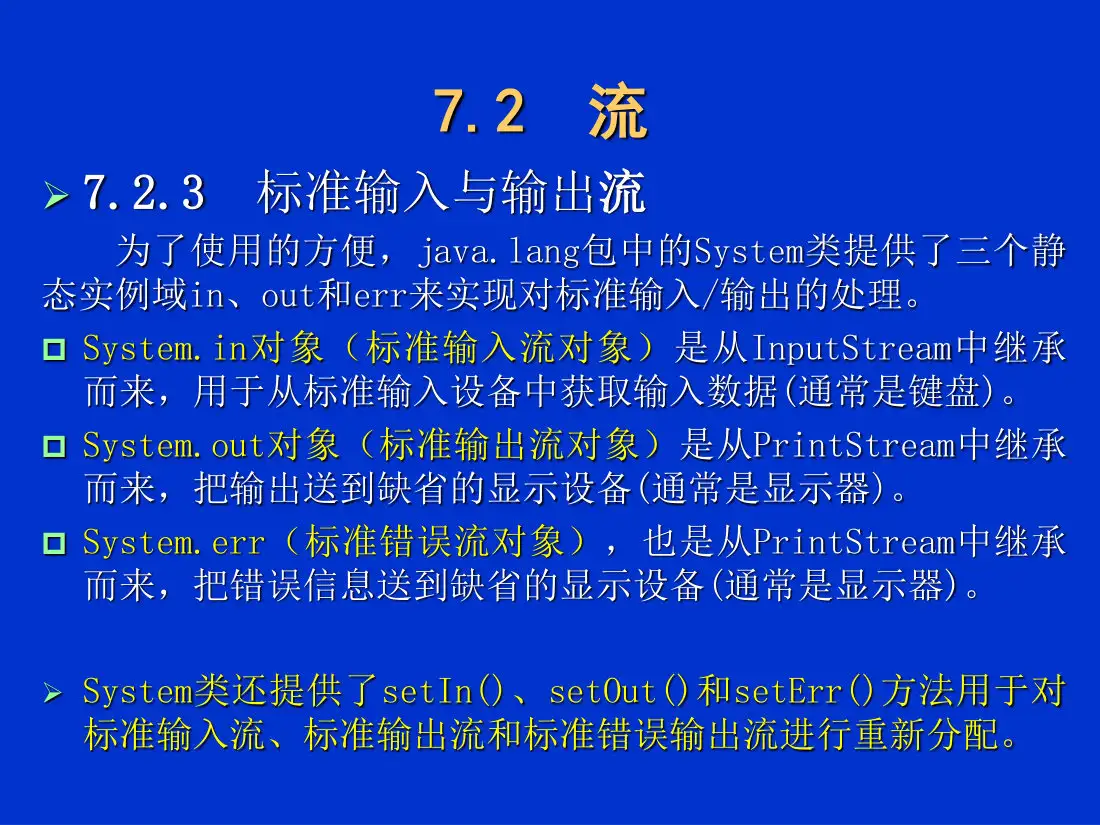 7.2 流
7.2.3 标准输入与输出流
为了使用的方便，java.lang包中的System类提供了三个静
态实例域in、out和err来实现对标准输入/输出的处理。
System.in对象（标准输入流对象）是从InputStream中继承
而来，用于从标准输入设备中获取输入数据(通常是键盘)。
System.out对象（标准输出流对象）是从PrintStream中继承
而来，把输出送到缺省的显示设备(通常是显示器)。
System.err（标准错误流对象），也是从PrintStream中继承
而来，把错误信息送到缺省的显示设备(通常是显示器)。
System类还提供了setIn()、setOut()和setErr()方法用于对
标准输入流、标准输出流和标准错误输出流进行重新分配。